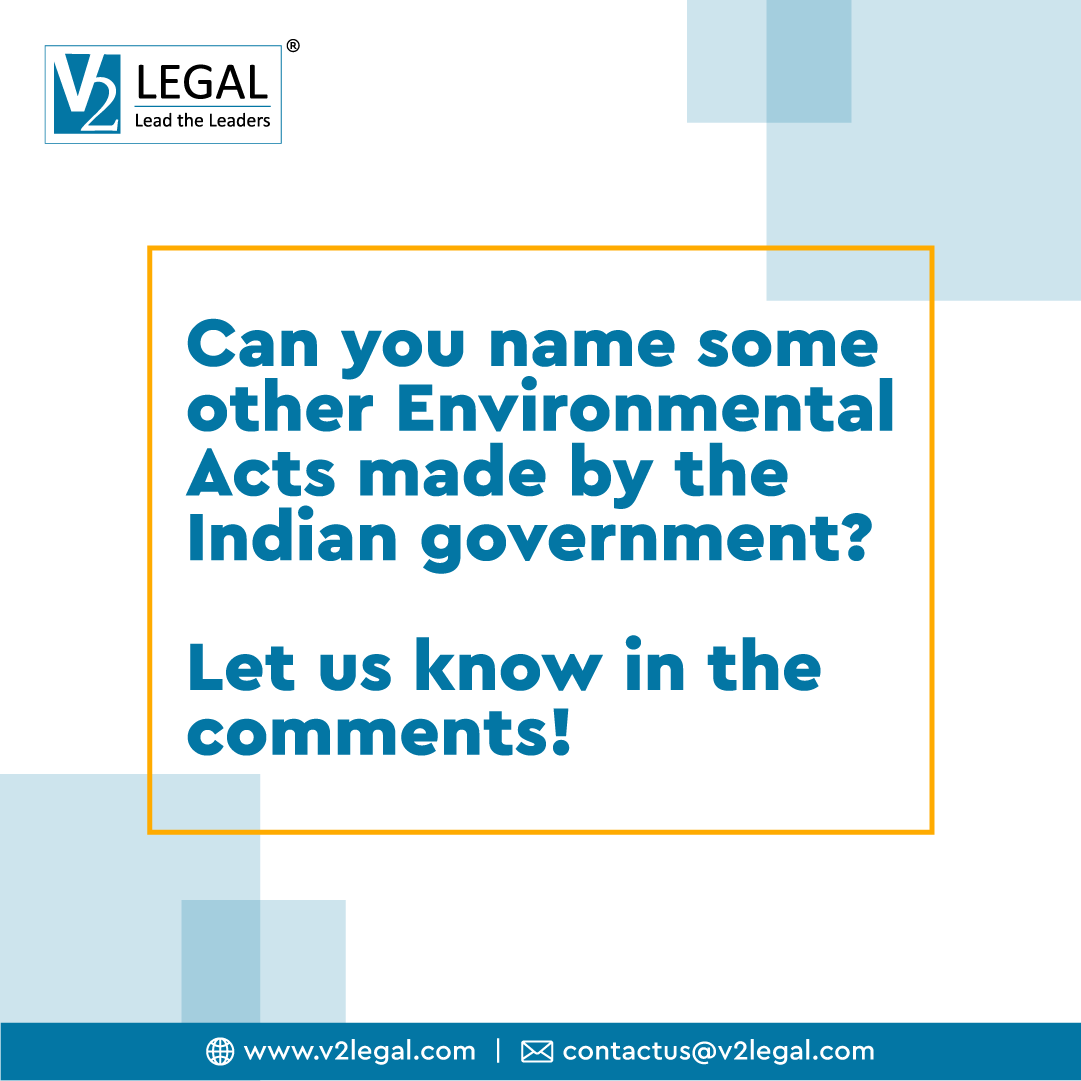 V2 LEGAL ®
Lead the Leaders
Can you name some
other Environmental
Acts made by the
Indian government?
Let us know in the
comments!
www.v2legal.com | contactus@v2legal.com